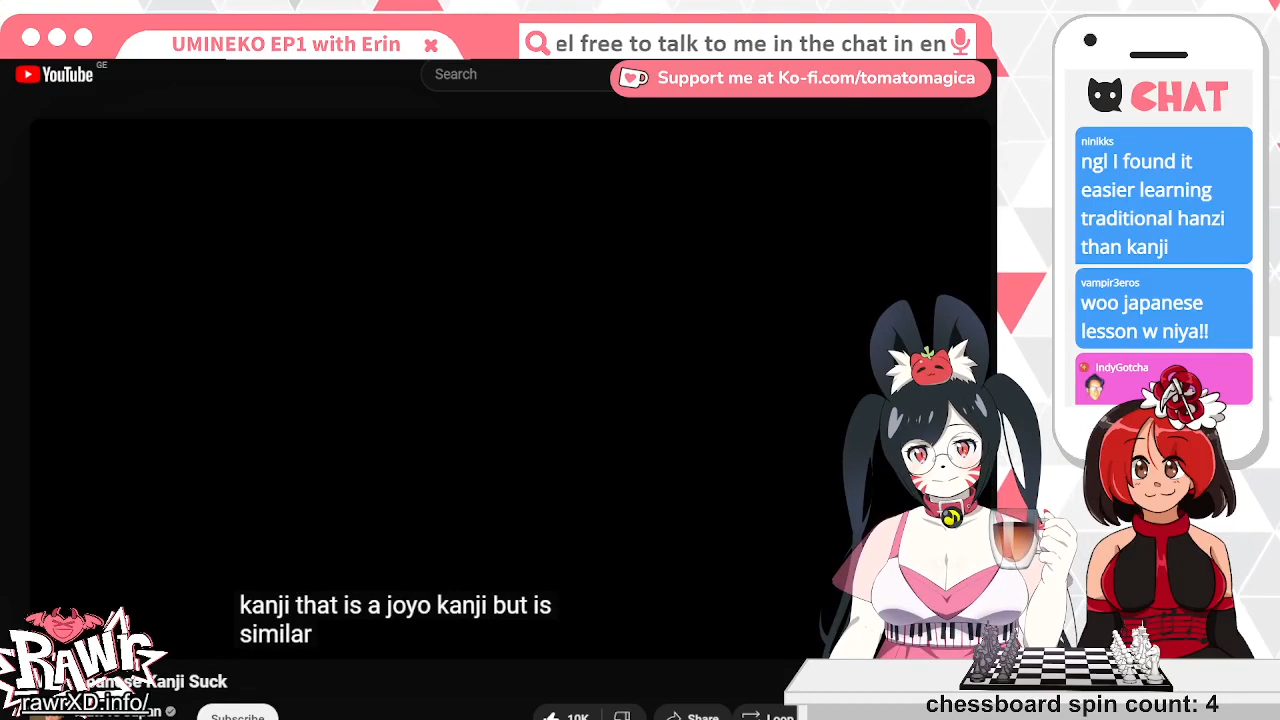 UMINEKO EP1 with Erin
el free to talk to me in the chat in en
YouTube GE
Search
Support me at Ko-fi.com/tomatomagica
CHAT
ninikks
ngl I found it
easier learning
traditional hanzi
than kanji
vampir3eros
woo japanese
lesson w niya!!
IndyGotcha
kanji that is a joyo kanji but is
similar
RAWR
Kanji Suck
rawrXD.info/
Subscribe
10K
Share
Loop
chessboard spin count: 4